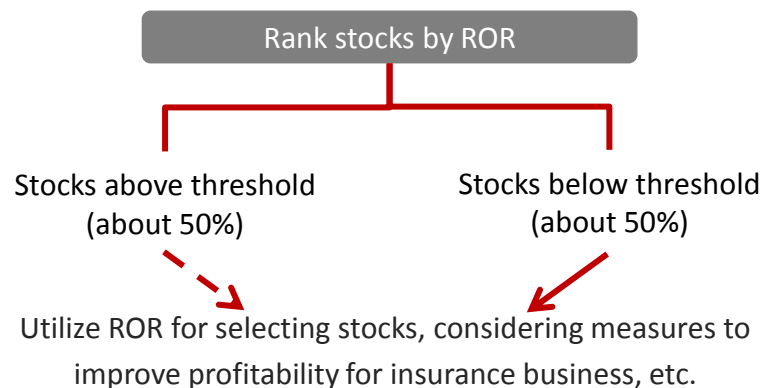 Rank stocks by ROR
Stocks above threshold
(about 50%)
Stocks below threshold
(about 50%)
Utilize ROR for selecting stocks, considering measures to
improve profitability for insurance business, etc.